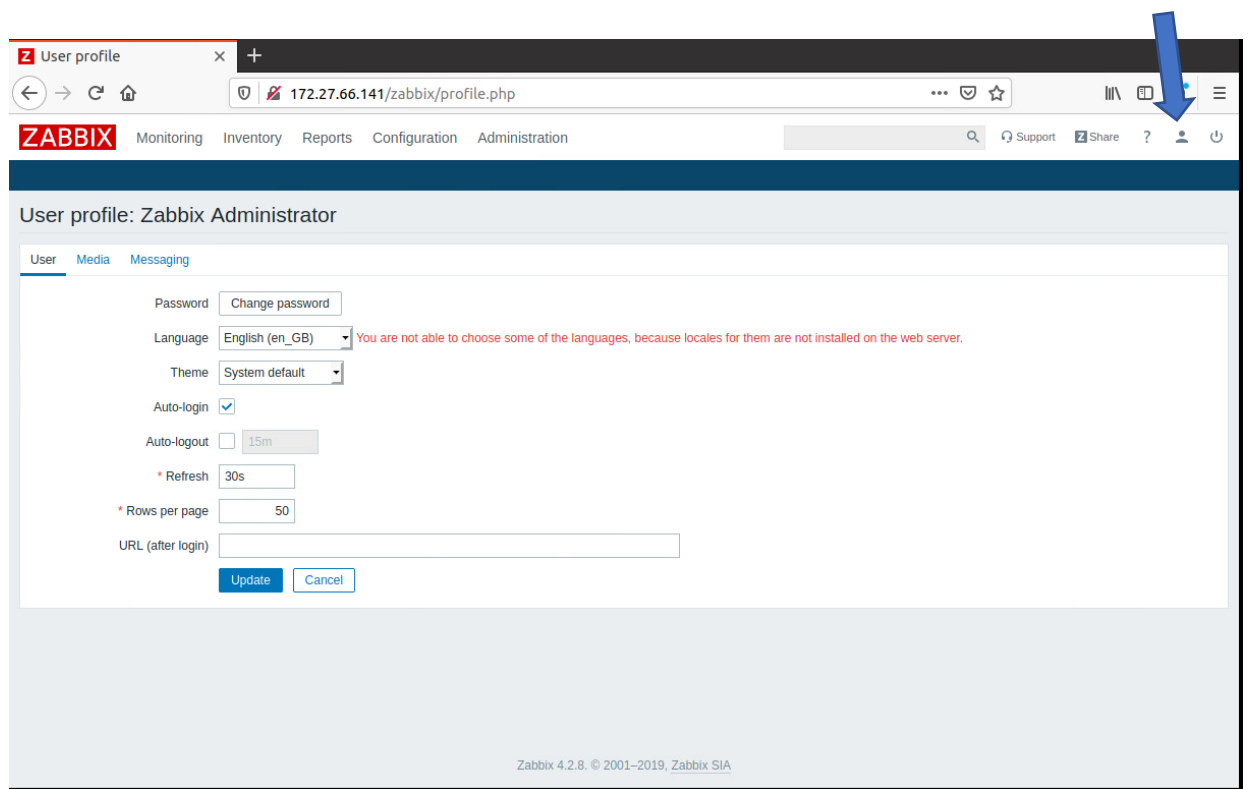 Z User profile
172.27.66.141/zabbix/profile.php
ZABBIX Monitoring Inventory Reports Configuration Administration Support Z Share ?
User profile: Zabbix Administrator
User Media Messaging
Password Change password
Language English (en_GB) You are not able to choose some of the languages, because locales for them are not installed on the web server.
Theme System default
Auto-login
Auto-logout 15m
* Refresh 30s
* Rows per page 50
URL (after login)
Update Cancel
Zabbix 4.2.8. © 2001–2019, Zabbix SIA